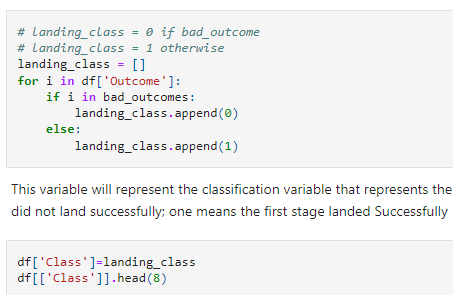 # landing_class = 0 if bad_outcome
# landing_class = 1 otherwise
landing_class = []
for i in df['Outcome']:
    if i in bad_outcomes:
        landing_class.append(0)
    else:
        landing_class.append(1)
This variable will represent the classification variable that represents the
did not land successfully; one means the first stage landed Successfully
df['Class']=landing_class
df[['Class']].head(8)